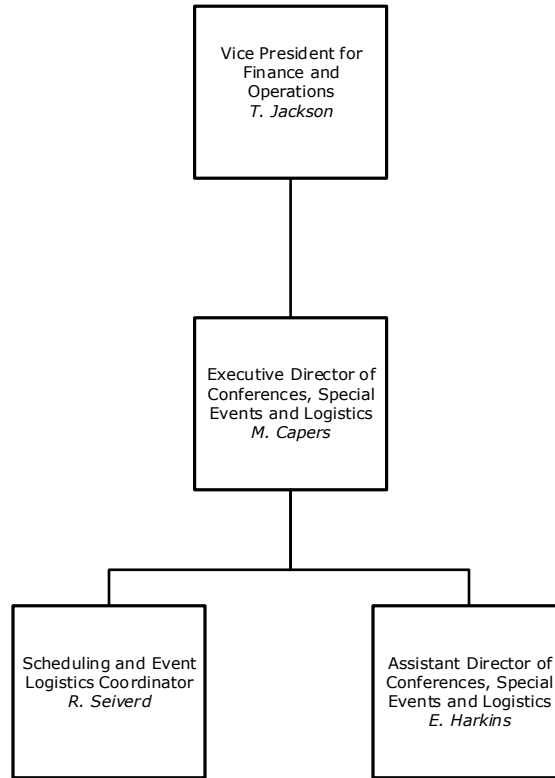 Vice President for
Finance and
Operations
T. Jackson
Executive Director of
Conferences, Special
Events and Logistics
M. Capers
Scheduling and Event
Logistics Coordinator
R. Seiverd
Assistant Director of
Conferences, Special
Events and Logistics
E. Harkins